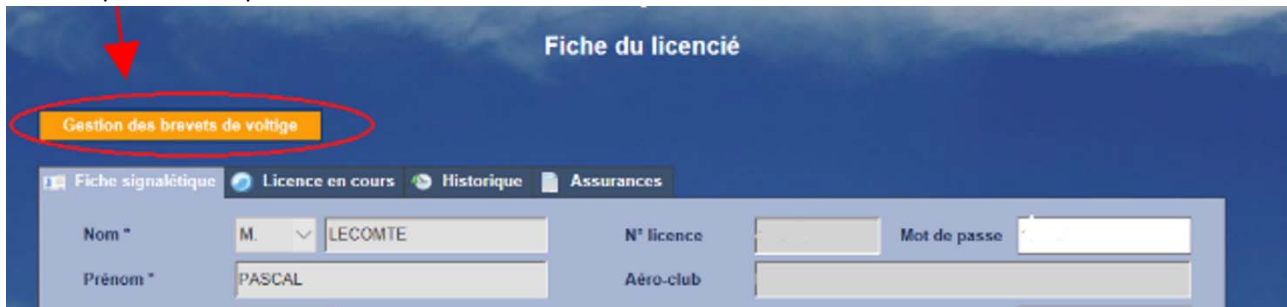 Fiche du licencié
Gestion des brevets de voltige
Fiche signalétique Licence en cours Historique Assurances
Nom * M. LECOMTE N° licence Mot de passe
Prénom * PASCAL Aéro-club